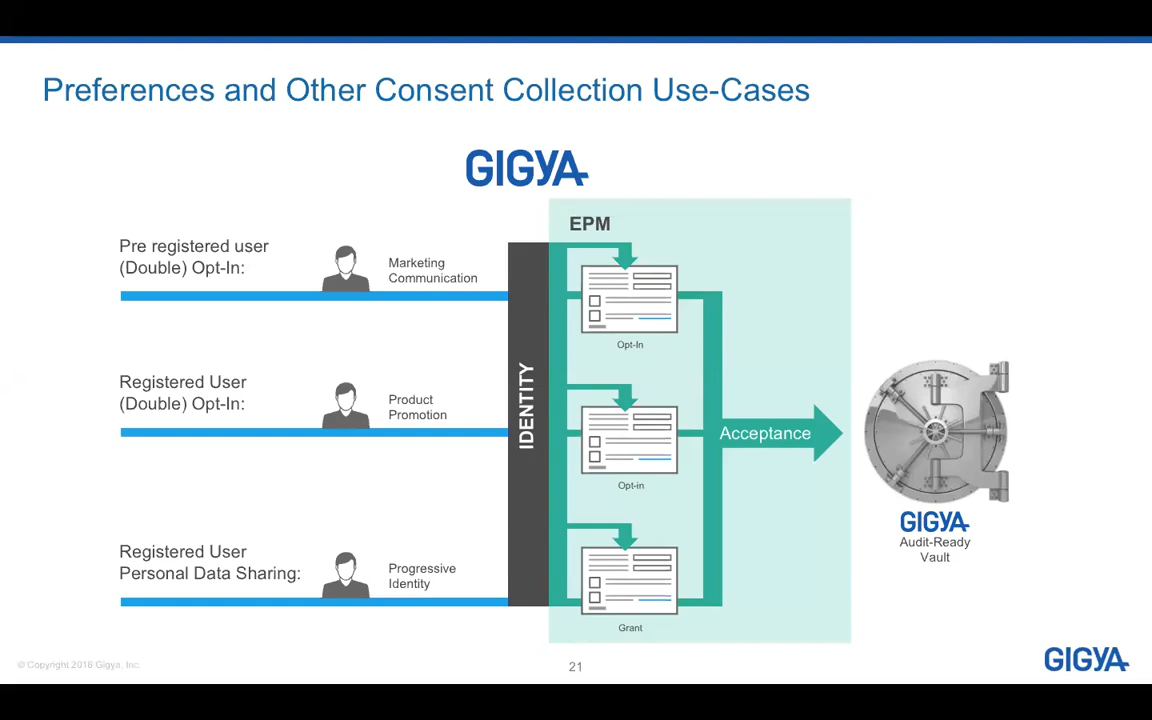 Preferences and Other Consent Collection Use-Cases
GIGYA
EPM
Pre registered user
(Double) Opt-In:
Marketing
Communication
Opt-In
Registered User
(Double) Opt-In:
Product
Promotion
IDENTITY
Acceptance
Opt-in
GIGYA
Audit-Ready
Vault
Registered User
Personal Data Sharing:
Progressive
Identity
Grant
© Copyright 2016 Gigya, Inc.
21
GIGYA